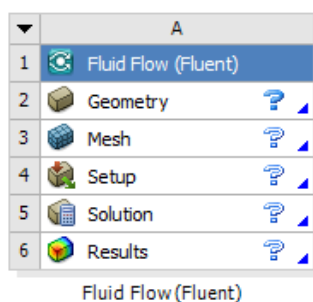 A
1 Fluid Flow (Fluent)
2 Geometry ?
3 Mesh ?
4 Setup ?
5 Solution ?
6 Results ?
Fluid Flow (Fluent)